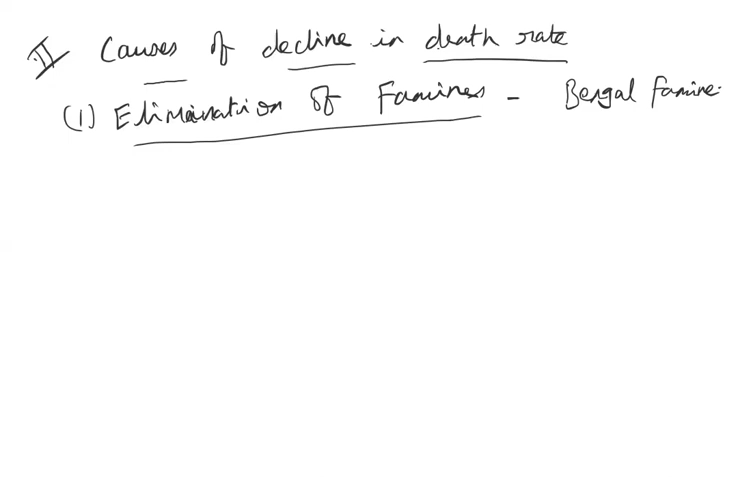 II Causes of decline in death rate
(1) Elimination of Famines - Bengal famine.